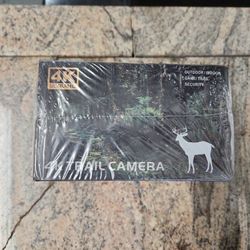 4K
OUTDOOR/INDOOR
GAME/TRAIL
SECURITY
4K TRAIL CAMERA